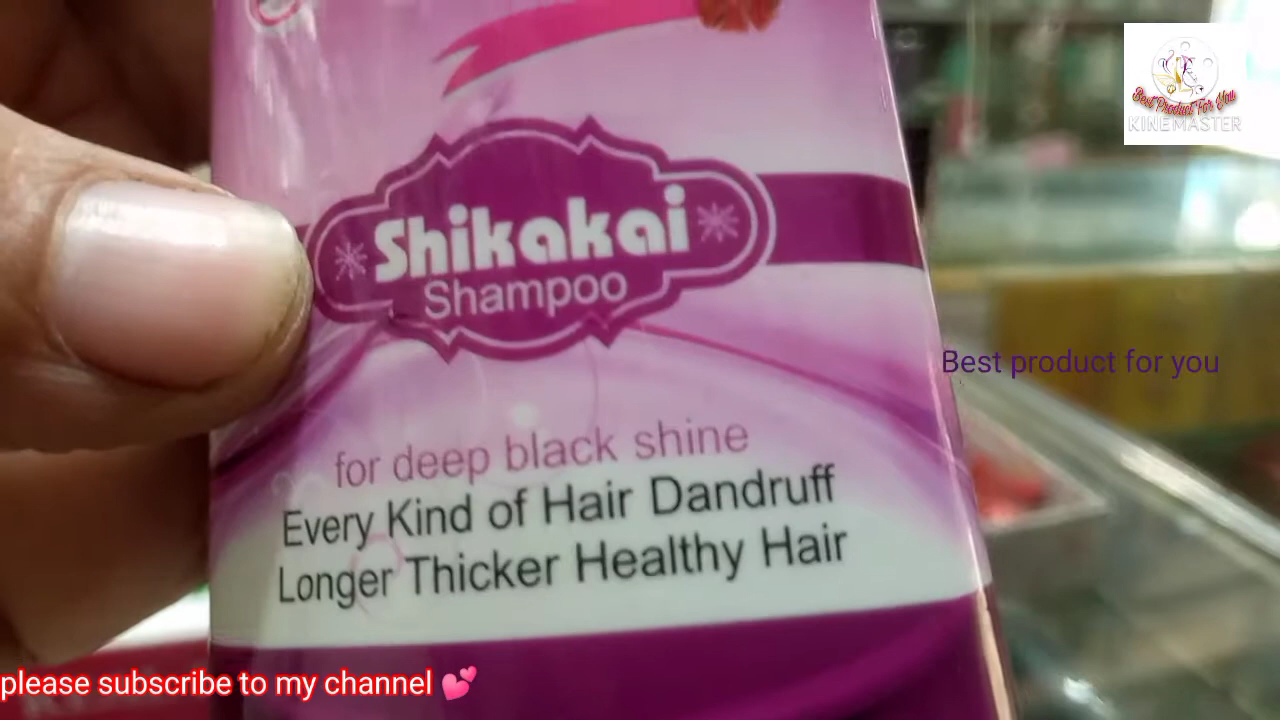 Best Product For You
KINEMASTER
Shikakai
Shampoo
Best product for you
for deep black shine
Every Kind of Hair Dandruff
Longer Thicker Healthy Hair
please subscribe to my channel 💕